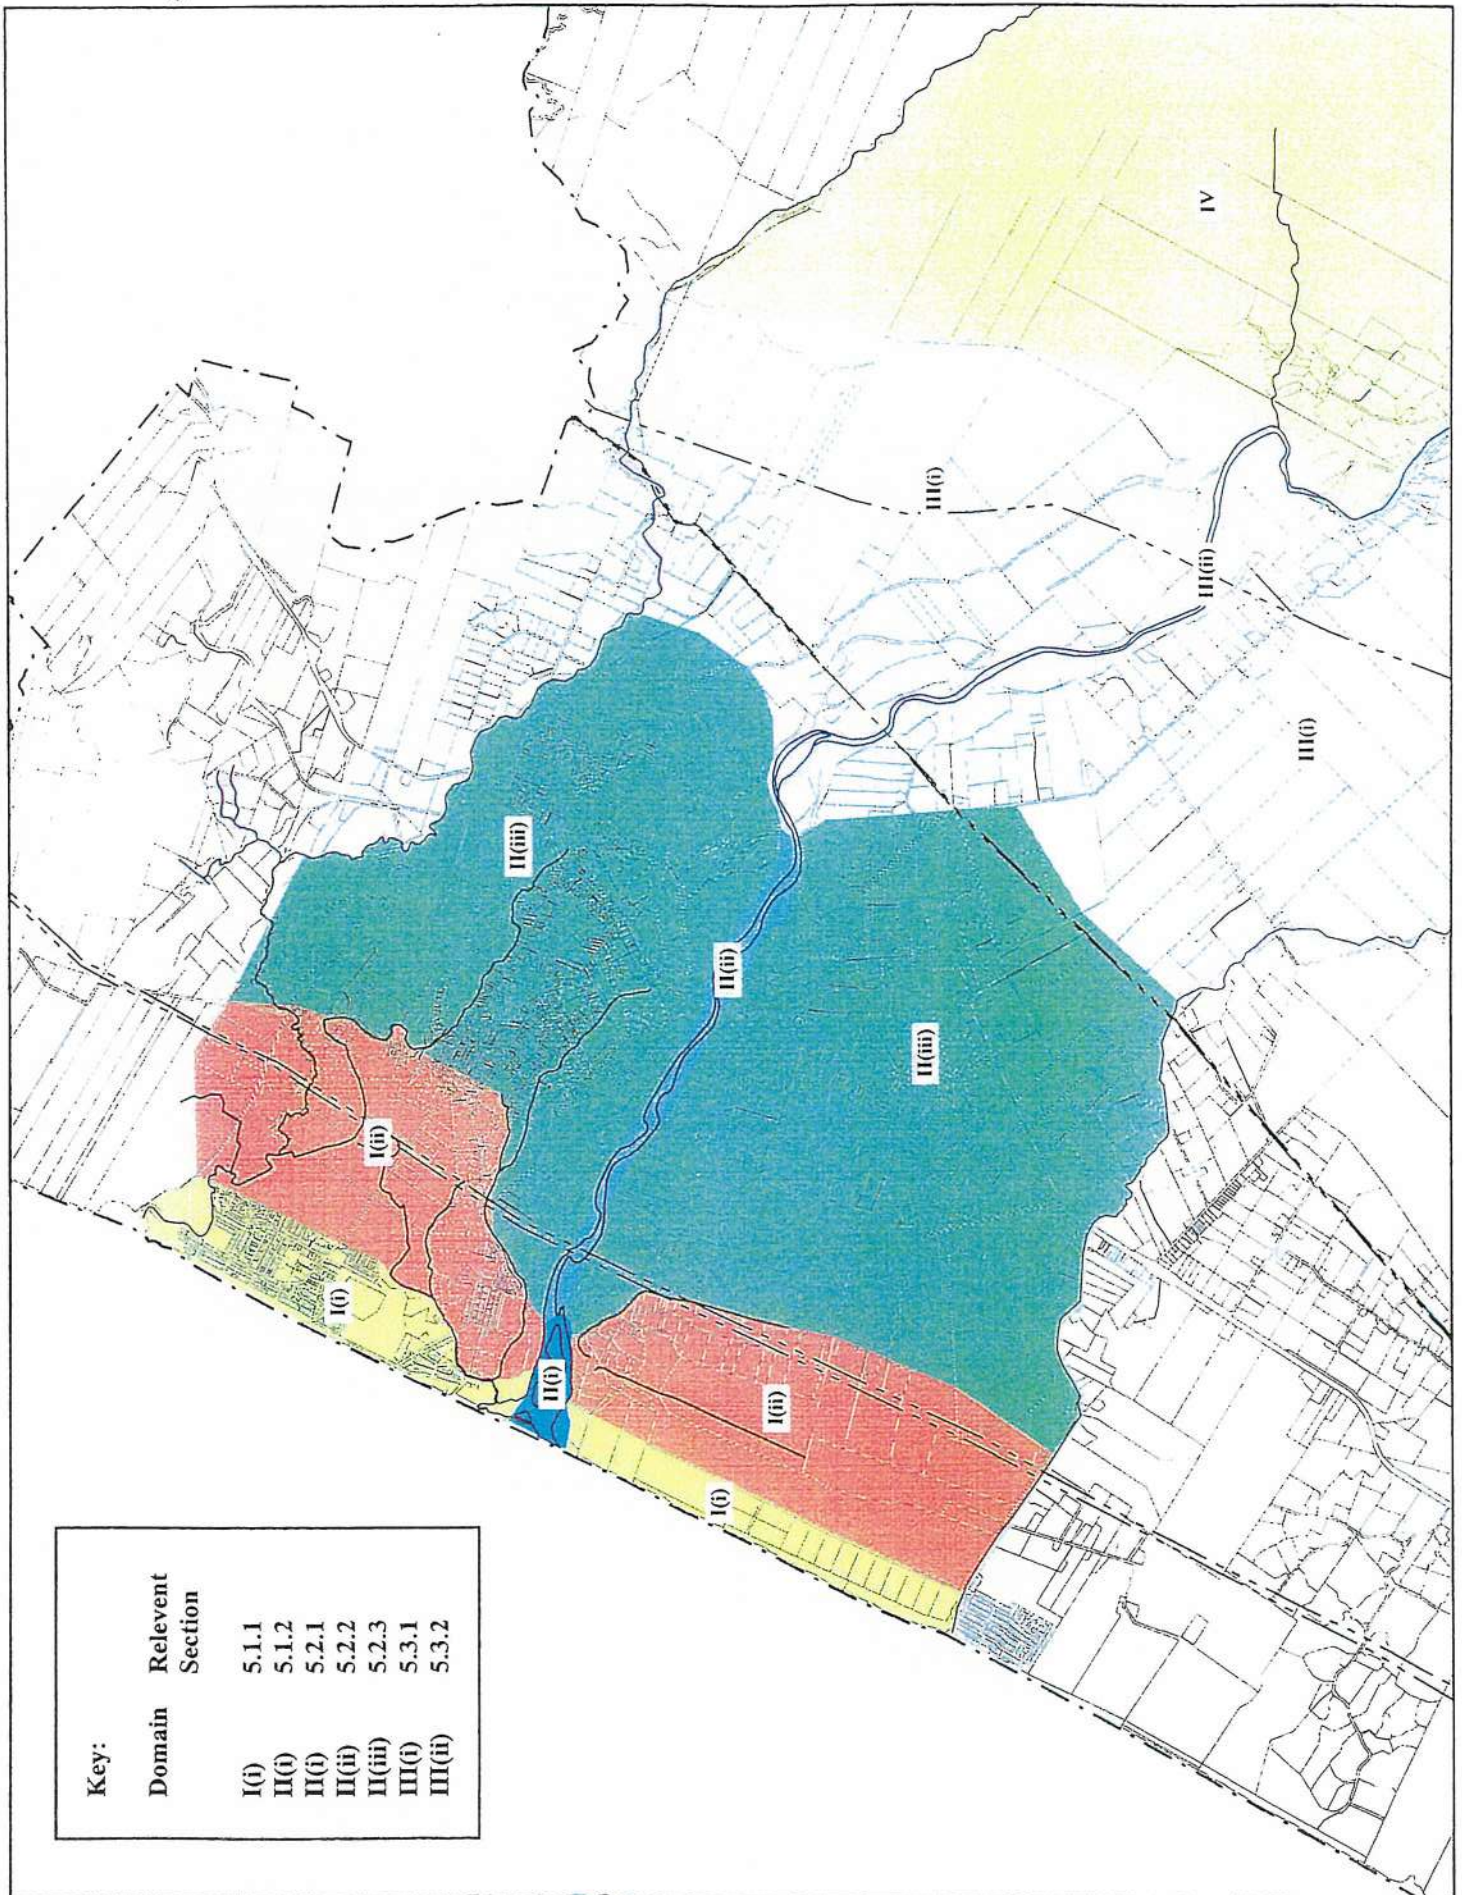 Key:
Domain Relevent Section
I(i) 5.1.1
II(i) 5.1.2
II(i) 5.2.1
II(ii) 5.2.2
II(iii) 5.2.3
III(i) 5.3.1
III(ii) 5.3.2
I(i)
I(ii)
II(iii)
II(i)
II(ii)
I(i)
I(ii)
II(iii)
III(i)
III(ii)
III(i)
IV